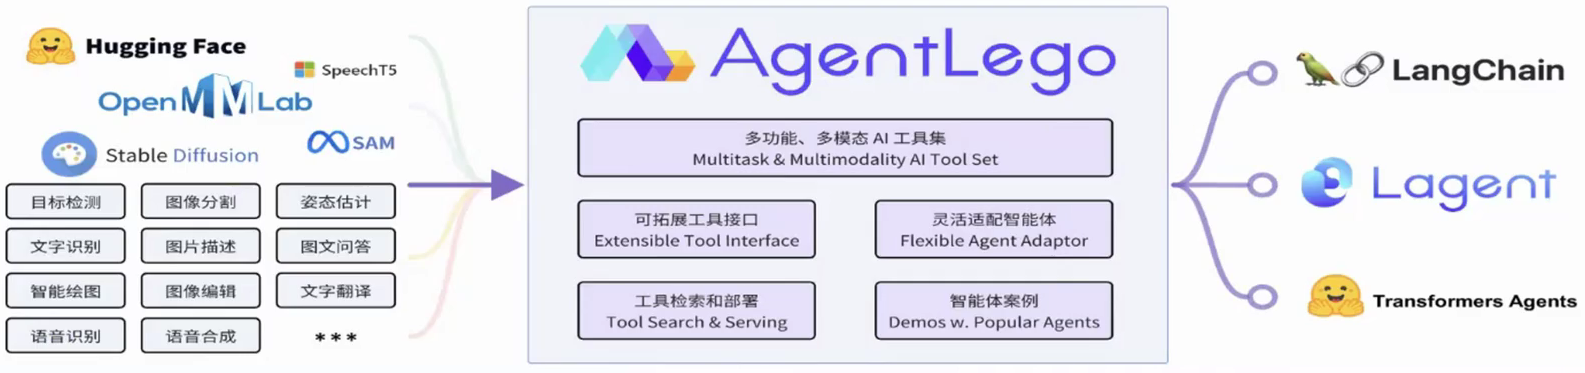 Hugging Face
SpeechT5
OpenMMLab
Stable Diffusion
SAM
目标检测
图像分割
姿态估计
文字识别
图片描述
图文问答
智能绘图
图像编辑
文字翻译
语音识别
语音合成
***
AgentLego
多功能、多模态 AI 工具集
Multitask & Multimodality AI Tool Set
可拓展工具接口
Extensible Tool Interface
灵活适配智能体
Flexible Agent Adaptor
工具检索和部署
Tool Search & Serving
智能体案例
Demos w. Popular Agents
LangChain
Lagent
Transformers Agents